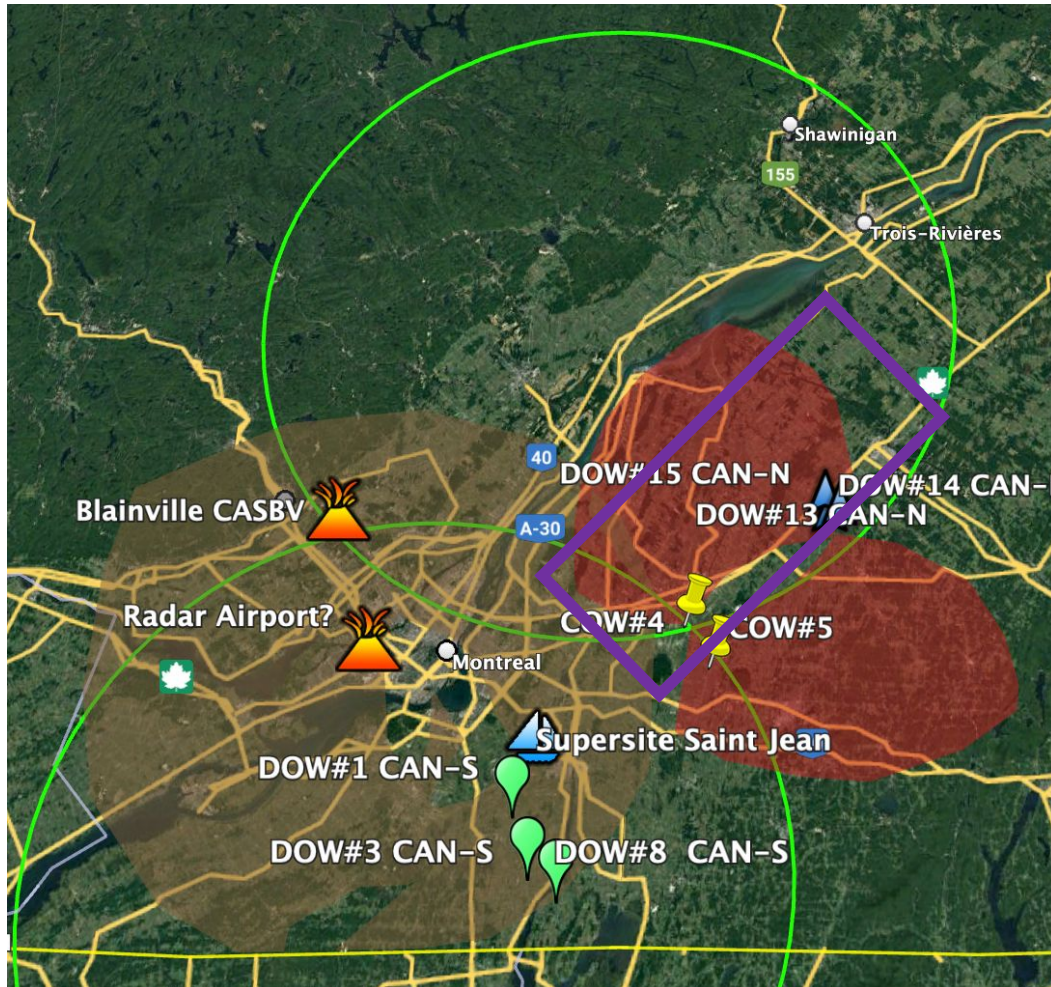 Shawinigan
155
Trois-Rivières
40
DOW#15 CAN-N
DOW#14 CAN-
Blainville CASBV
A-30
DOW#13 CAN-N
Radar Airport?
COW#4
COW#5
Montreal
Supersite Saint Jean
DOW#1 CAN-S
DOW#3 CAN-S
DOW#8 CAN-S